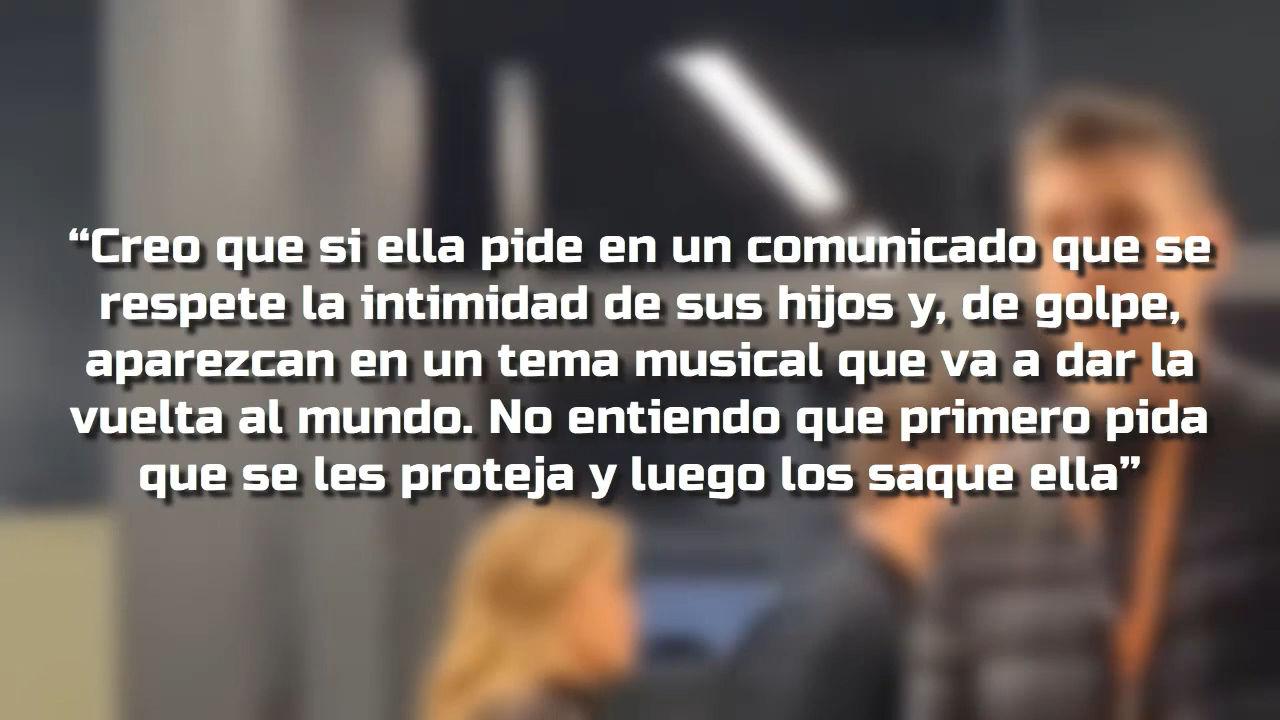 “Creo que si ella pide en un comunicado que se
respete la intimidad de sus hijos y, de golpe,
aparezcan en un tema musical que va a dar la
vuelta al mundo. No entiendo que primero pida
que se les proteja y luego los saque ella”